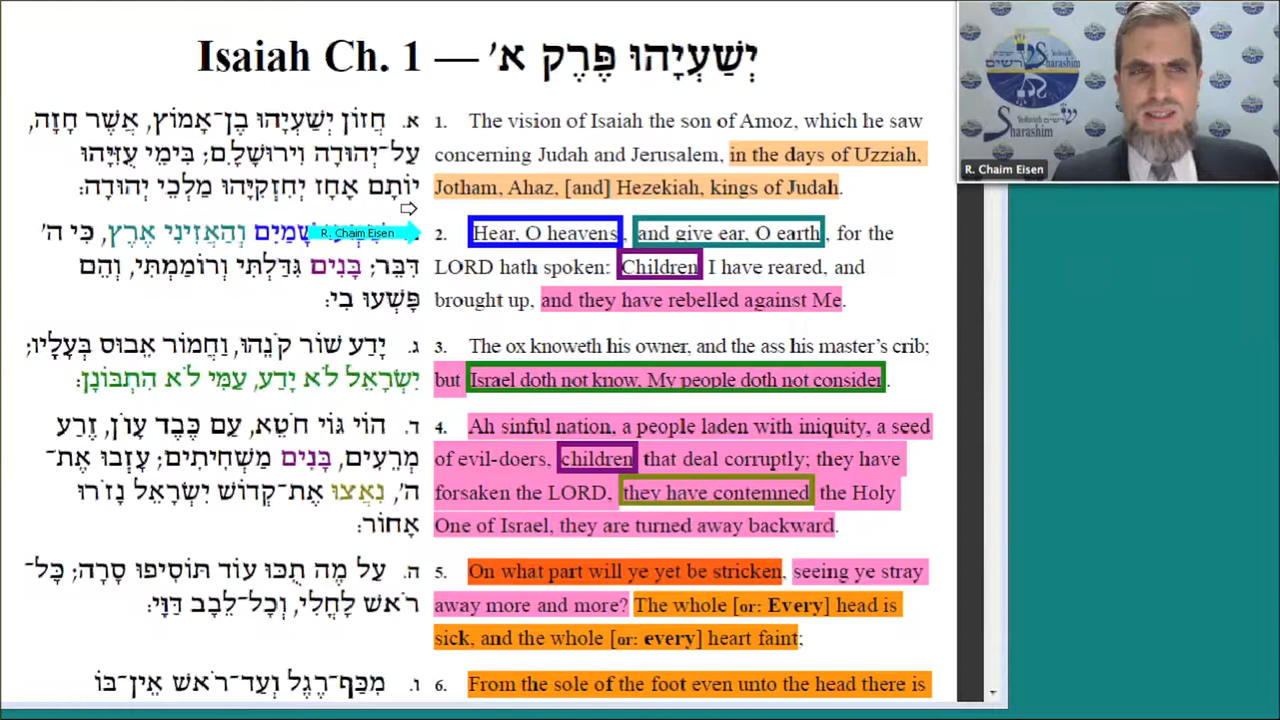 Isaiah Ch. 1 — יְשַׁעְיָהוּ פֶּרֶק א׳
א. חֲזוֹן יְשַׁעְיָהוּ בֶן־אָמוֹץ, אֲשֶׁר חָזָה,
עַל־יְהוּדָה וִירוּשָׁלָ͏ִם; בִּימֵי עֻזִּיָּהוּ
יוֹתָם אָחָז יְחִזְקִיָּהוּ מַלְכֵי יְהוּדָה:
1. The vision of Isaiah the son of Amoz, which he saw
concerning Judah and Jerusalem, in the days of Uzziah,
Jotham, Ahaz, [and] Hezekiah, kings of Judah.
שָׁמַיִם וְהַאֲזִינִי אֶרֶץ, כִּי ה׳
דִּבֵּר; בָּנִים גִּדַּלְתִּי וְרוֹמַמְתִּי, וְהֵם
פָּשְׁעוּ בִי:
R. Chaim Eisen
2. Hear, O heavens, and give ear, O earth, for the
LORD hath spoken: Children I have reared, and
brought up, and they have rebelled against Me.
ג. יָדַע שׁוֹר קֹנֵהוּ, וַחֲמוֹר אֵבוּס בְּעָלָיו;
יִשְׂרָאֵל לֹא יָדַע, עַמִּי לֹא הִתְבּוֹנָן:
3. The ox knoweth his owner, and the ass his master’s crib;
but Israel doth not know, My people doth not consider.
ד. הוֹי גּוֹי חֹטֵא, עַם כֶּבֶד עָוֹן, זֶרַע
מְרֵעִים, בָּנִים מַשְׁחִיתִים; עָזְבוּ אֶת־
ה׳, נִאֲצוּ אֶת־קְדוֹשׁ יִשְׂרָאֵל נָזֹרוּ
אָחוֹר:
4. Ah sinful nation, a people laden with iniquity, a seed
of evil-doers, children that deal corruptly; they have
forsaken the LORD, they have contemned the Holy
One of Israel, they are turned away backward.
ה. עַל מֶה תֻכּוּ עוֹד תּוֹסִיפוּ סָרָה; כָּל־
רֹאשׁ לָחֳלִי, וְכָל־לֵבָב דַּוָּי:
5. On what part will ye yet be stricken, seeing ye stray
away more and more? The whole [or: Every] head is
sick, and the whole [or: every] heart faint;
ו. מִכַּף־רֶגֶל וְעַד־רֹאשׁ אֵין־בּוֹ
6. From the sole of the foot even unto the head there is
Yeshivath
Sharashim
שרשים
R. Chaim Eisen